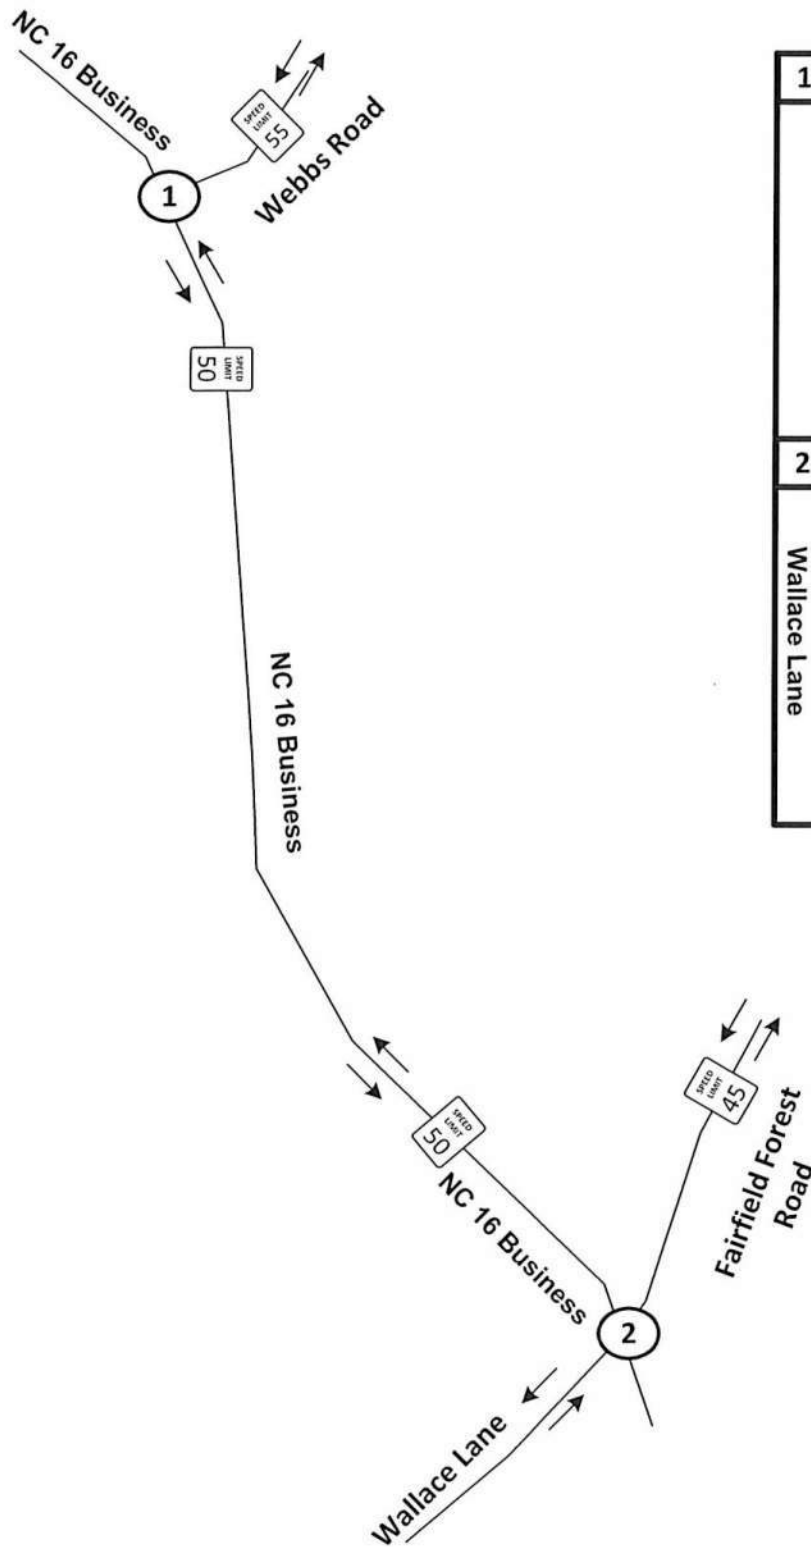 NC 16 Business
SPEED
LIMIT
55
Webbs Road
1
SPEED
LIMIT
50
NC 16 Business
SPEED
LIMIT
50
NC 16 Business
SPEED
LIMIT
45
Fairfield Forest
Road
2
Wallace Lane
1
2
Wallace Lane